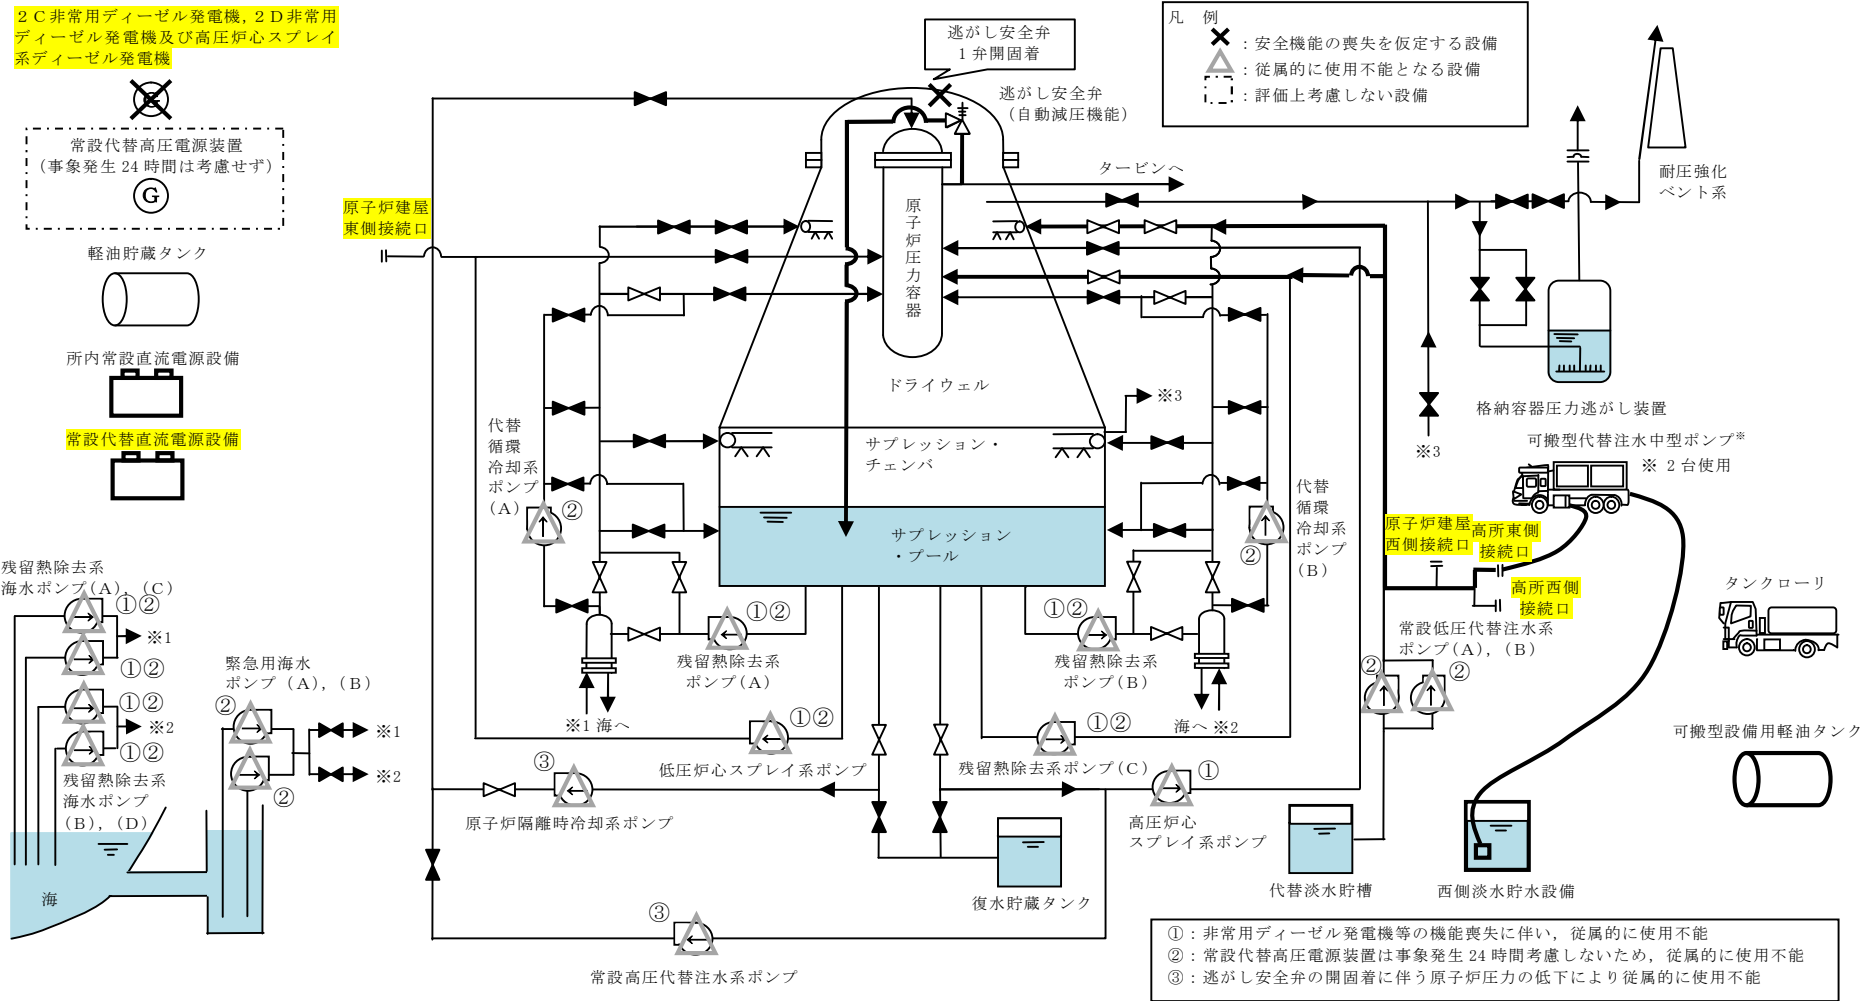 2C非常用ディーゼル発電機,2D非常用
ディーゼル発電機及び高圧炉心スプレイ
系ディーゼル発電機
G
常設代替高圧電源装置
(事象発生24時間は考慮せず)
G
軽油貯蔵タンク
所内常設直流電源設備
常設代替直流電源設備
逃がし安全弁
1弁開固着
逃がし安全弁
(自動減圧機能)
凡 例
:安全機能の喪失を仮定する設備
:従属的に使用不能となる設備
:評価上考慮しない設備
耐圧強化
ベント系
タービンへ
原子炉建屋
東側接続口
原子炉圧力容器
ドライウェル
※3
サプレッション・
チェンバ
サプレッション
・プール
代替
循環
冷却系
ポンプ
(A)
②
代替
循環
冷却系
ポンプ
(B)
②
格納容器圧力逃がし装置
※3
可搬型代替注水中型ポンプ※
※ 2台使用
原子炉建屋
西側接続口
高所東側
接続口
高所西側
接続口
タンクローリ
常設低圧代替注水系
ポンプ(A),(B)
②
②
可搬型設備用軽油タンク
残留熱除去系
海水ポンプ(A),(C)
①②
※1
①②
①②
※2
①②
残留熱除去系
海水ポンプ
(B),(D)
緊急用海水
ポンプ(A),(B)
②
※1
※2
②
海
①②
残留熱除去系
ポンプ(A)
①②
残留熱除去系
ポンプ(B)
※1 海へ
海へ ※2
①②
低圧炉心スプレイ系ポンプ
①②
残留熱除去系ポンプ(C)
③
原子炉隔離時冷却系ポンプ
①
高圧炉心
スプレイ系ポンプ
復水貯蔵タンク
代替淡水貯槽
西側淡水貯水設備
③
常設高圧代替注水系ポンプ
①:非常用ディーゼル発電機等の機能喪失に伴い,従属的に使用不能
②:常設代替高圧電源装置は事象発生24時間考慮しないため,従属的に使用不能
③:逃がし安全弁の開固着に伴う原子炉圧力の低下により従属的に使用不能